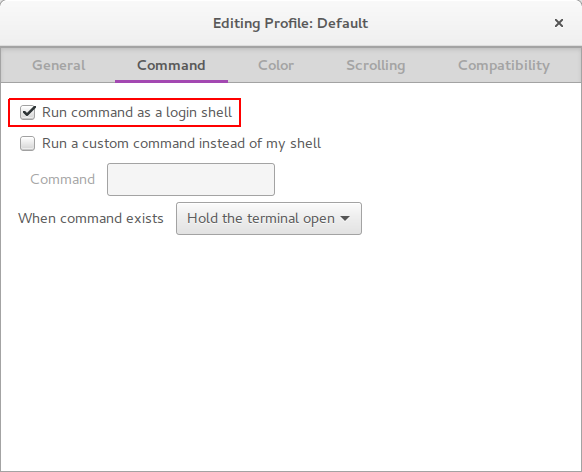 Editing Profile: Default ×
General Command Color Scrolling Compatibility
Run command as a login shell
Run a custom command instead of my shell
Command
When command exists Hold the terminal open